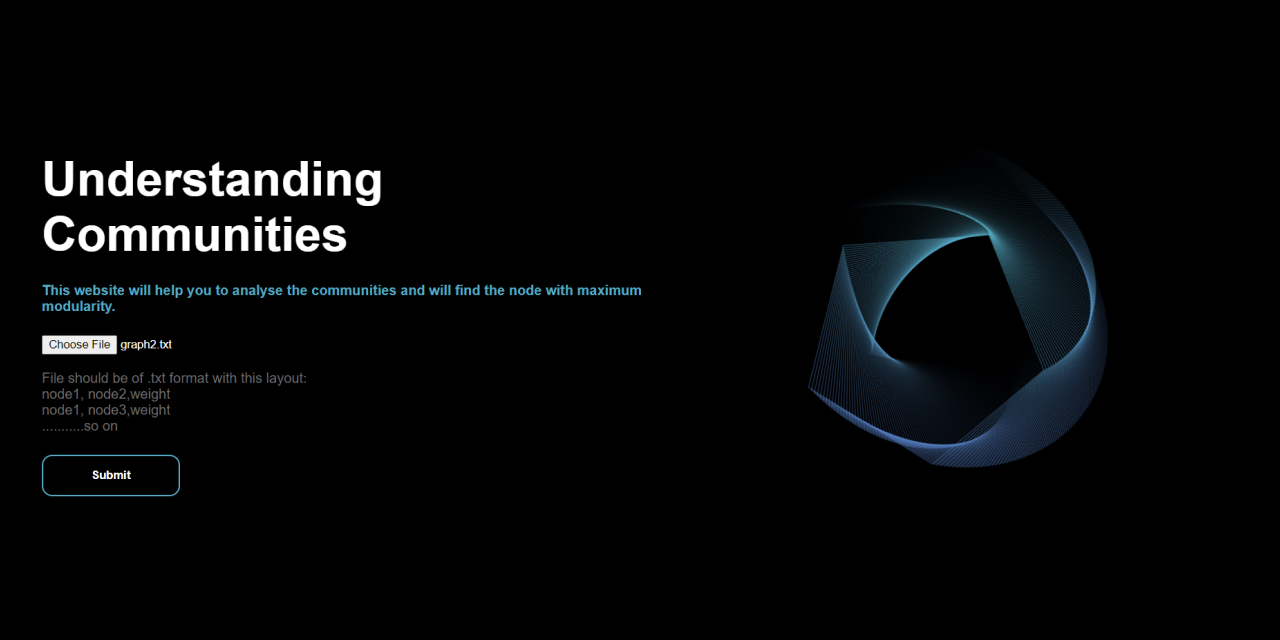 Understanding
Communities
This website will help you to analyse the communities and will find the node with maximum
modularity.
Choose File graph2.txt
File should be of .txt format with this layout:
node1, node2,weight
node1, node3,weight
...........so on
Submit